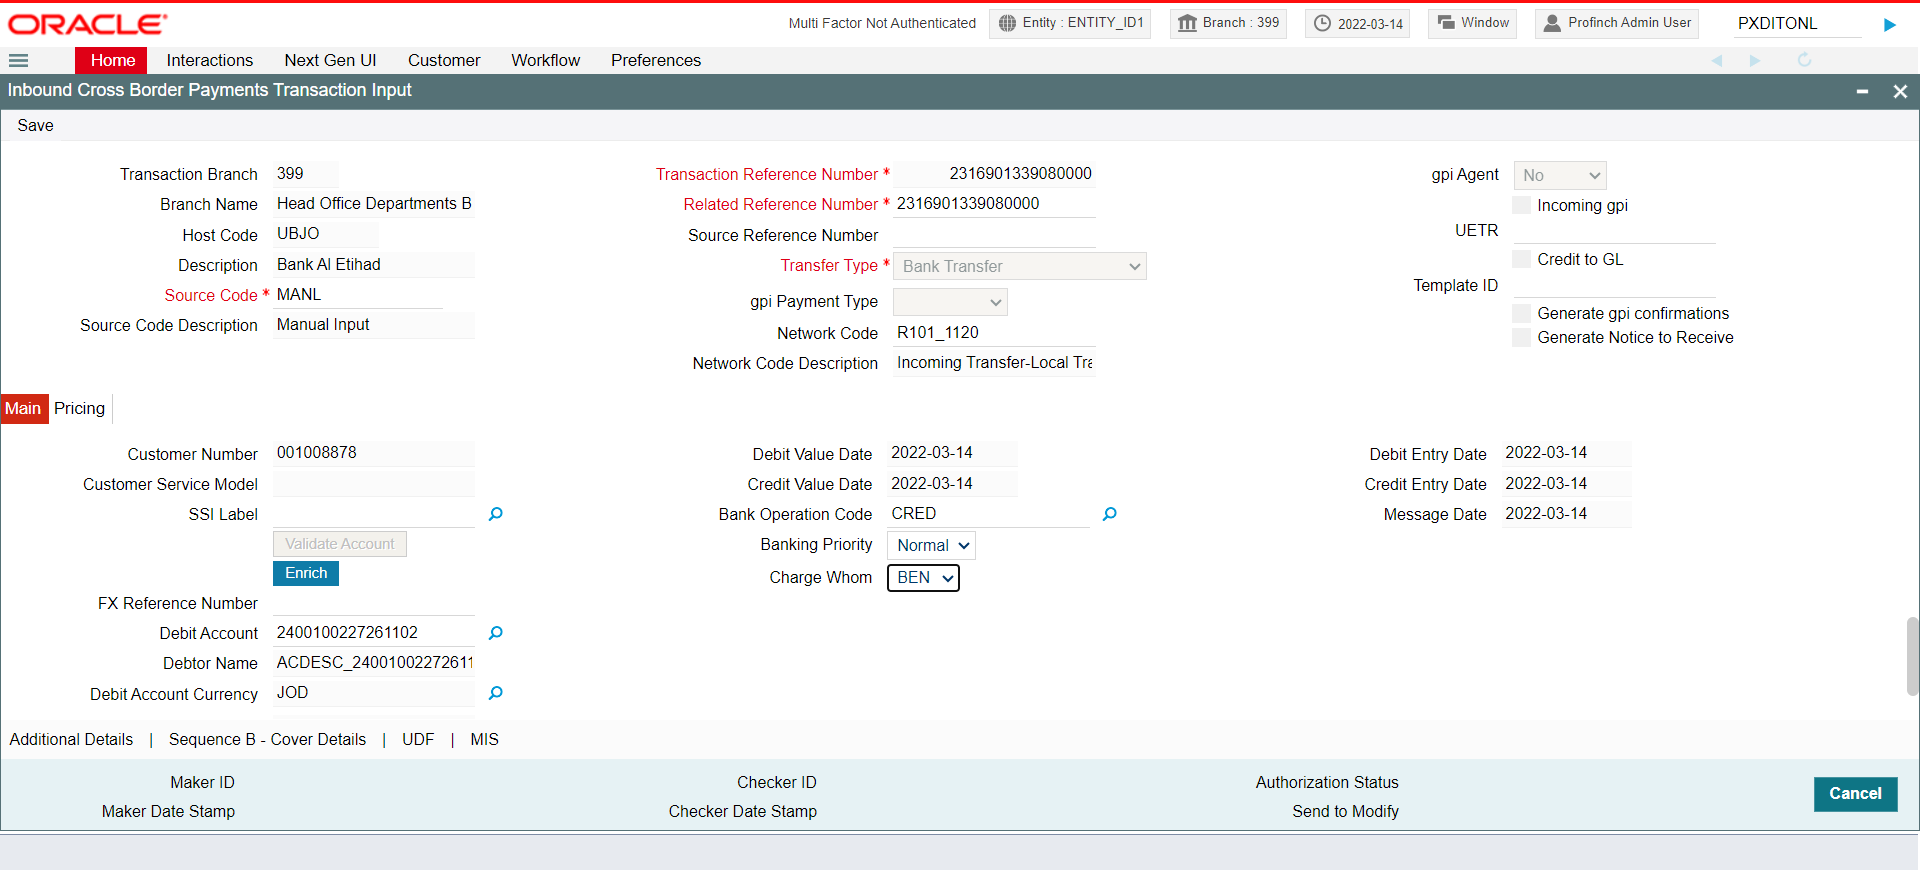 ORACLE
Multi Factor Not Authenticated Entity : ENTITY_ID1 Branch : 399 2022-03-14 Window Profinch Admin User PXDITONL
Home Interactions Next Gen UI Customer Workflow Preferences
Inbound Cross Border Payments Transaction Input
Save
Transaction Branch 399
Branch Name Head Office Departments B
Host Code UBJO
Description Bank Al Etihad
Source Code * MANL
Source Code Description Manual Input
Transaction Reference Number * 2316901339080000
Related Reference Number * 2316901339080000
Source Reference Number
Transfer Type * Bank Transfer
gpi Payment Type
Network Code R101_1120
Network Code Description Incoming Transfer-Local Tra
gpi Agent No
Incoming gpi
UETR
Credit to GL
Template ID
Generate gpi confirmations
Generate Notice to Receive
Main Pricing
Customer Number 001008878
Customer Service Model
SSI Label
Validate Account
Enrich
FX Reference Number
Debit Account 2400100227261102
Debtor Name ACDESC_24001002272611
Debit Account Currency JOD
Debit Value Date 2022-03-14
Credit Value Date 2022-03-14
Bank Operation Code CRED
Banking Priority Normal
Charge Whom BEN
Debit Entry Date 2022-03-14
Credit Entry Date 2022-03-14
Message Date 2022-03-14
Additional Details | Sequence B - Cover Details | UDF | MIS
Maker ID
Maker Date Stamp
Checker ID
Checker Date Stamp
Authorization Status
Send to Modify
Cancel